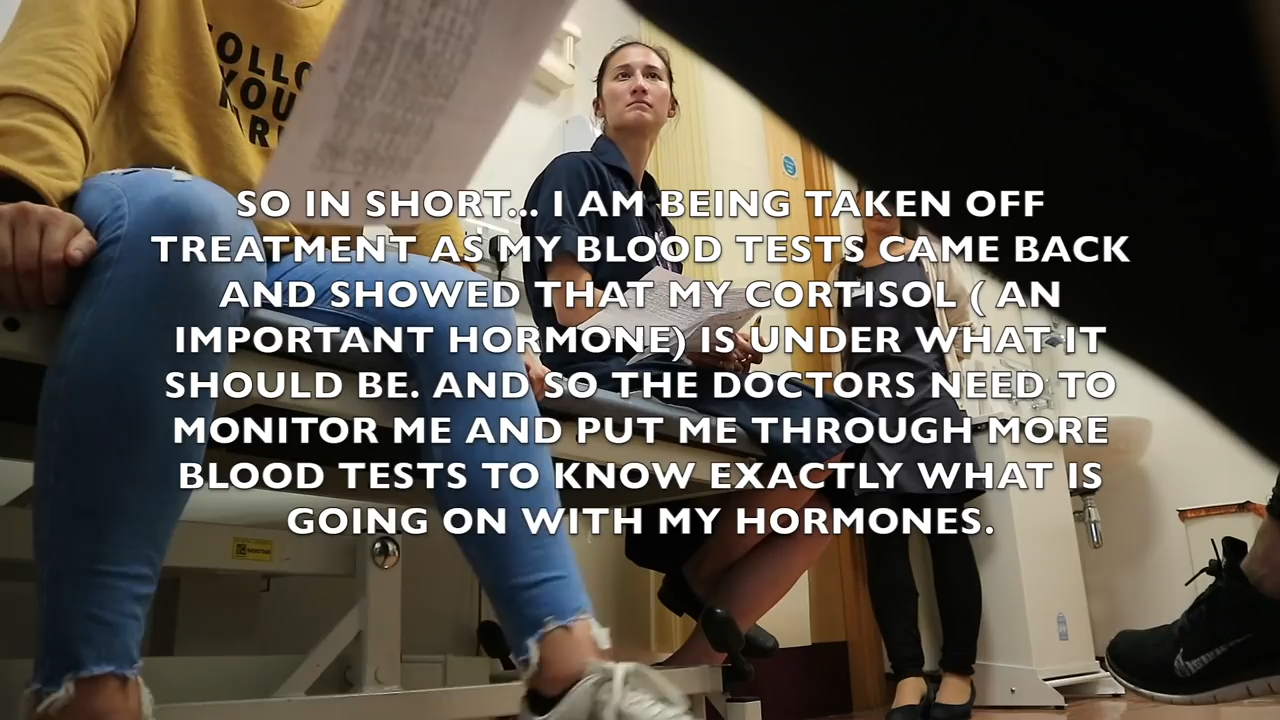 FOLLO
YOU
SO IN SHORT... I AM BEING TAKEN OFF
TREATMENT AS MY BLOOD TESTS CAME BACK
AND SHOWED THAT MY CORTISOL ( AN
IMPORTANT HORMONE) IS UNDER WHAT IT
SHOULD BE. AND SO THE DOCTORS NEED TO
MONITOR ME AND PUT ME THROUGH MORE
BLOOD TESTS TO KNOW EXACTLY WHAT IS
GOING ON WITH MY HORMONES.